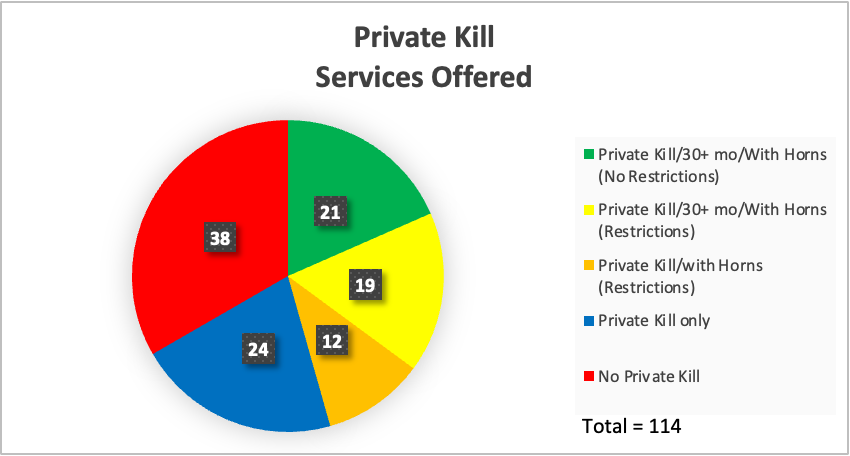 Private Kill
Services Offered
21
19
12
24
38
Private Kill/30+ mo/With Horns
(No Restrictions)
Private Kill/30+ mo/With Horns
(Restrictions)
Private Kill/with Horns
(Restrictions)
Private Kill only
No Private Kill
Total = 114